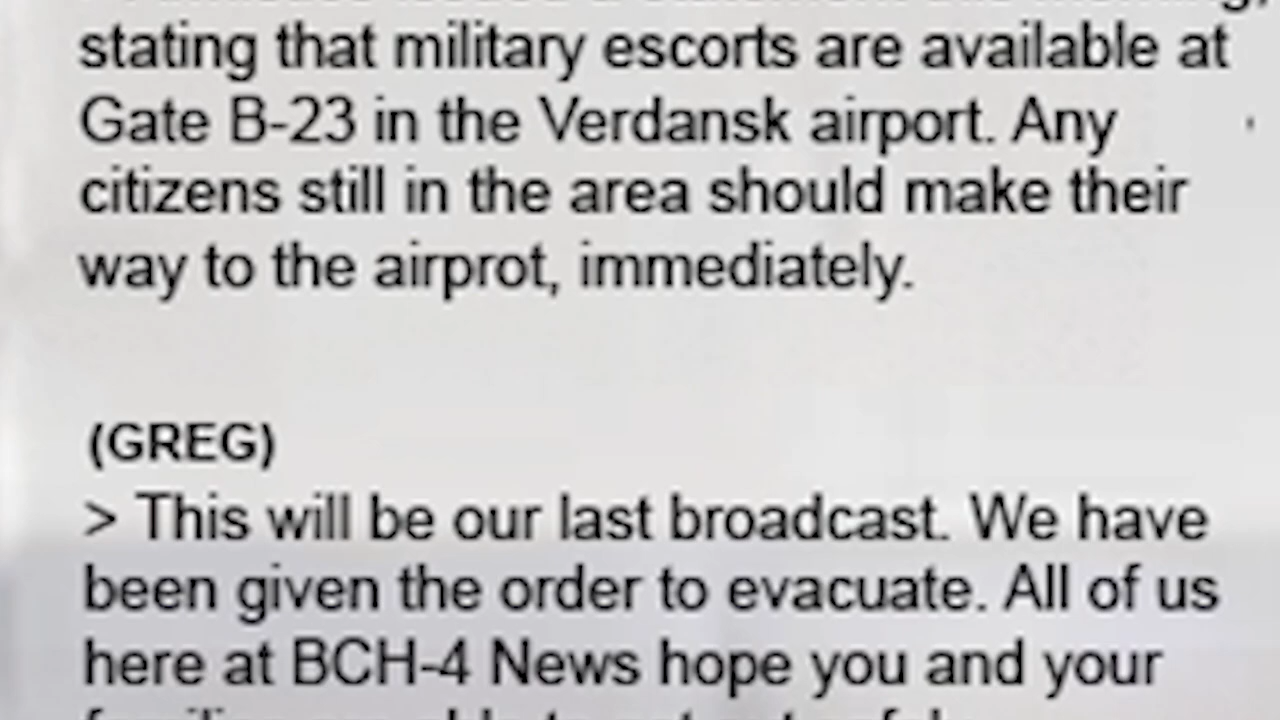 stating that military escorts are available at
Gate B-23 in the Verdansk airport. Any
citizens still in the area should make their
way to the airprot, immediately.
(GREG)
> This will be our last broadcast. We have
been given the order to evacuate. All of us
here at BCH-4 News hope you and your